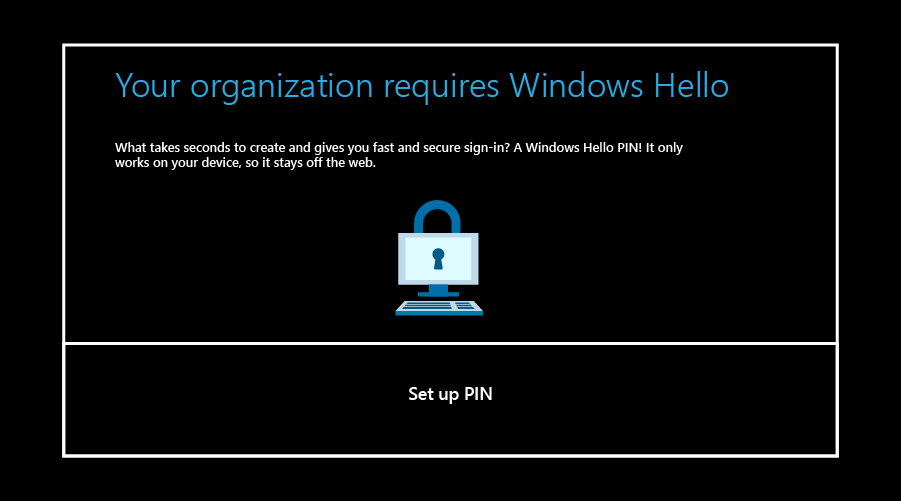 Your organization requires Windows Hello
What takes seconds to create and gives you fast and secure sign-in? A Windows Hello PIN! It only
works on your device, so it stays off the web.
Set up PIN